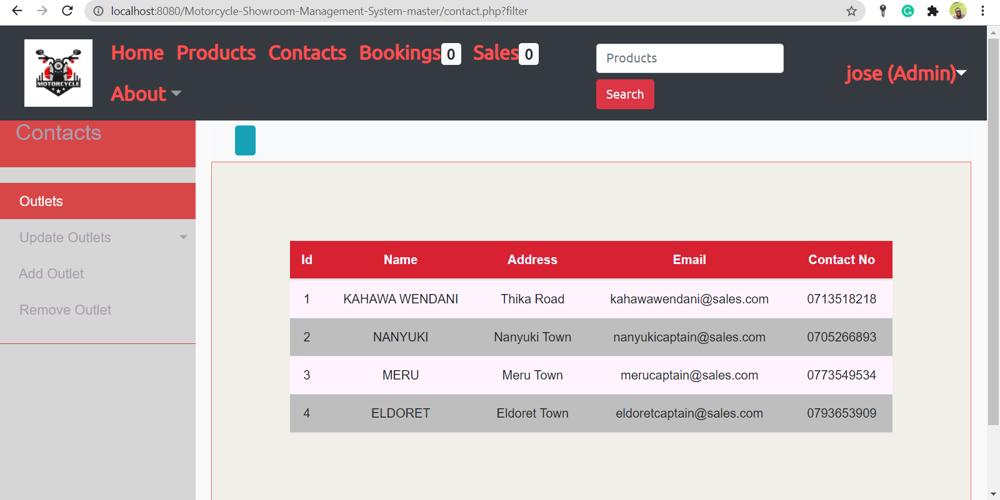 localhost:8080/Motorcycle-Showroom-Management-System-master/contact.php?filter
MOTORCYCLE
Home Products Contacts Bookings 0 Sales 0
About
Products
Search
jose (Admin)
Contacts
Outlets
Update Outlets
Add Outlet
Remove Outlet
Id Name Address Email Contact No
1 KAHAWA WENDANI Thika Road kahawawendani@sales.com 0713518218
2 NANYUKI Nanyuki Town nanyukicaptain@sales.com 0705266893
3 MERU Meru Town merucaptain@sales.com 0773549534
4 ELDORET Eldoret Town eldoretcaptain@sales.com 0793653909